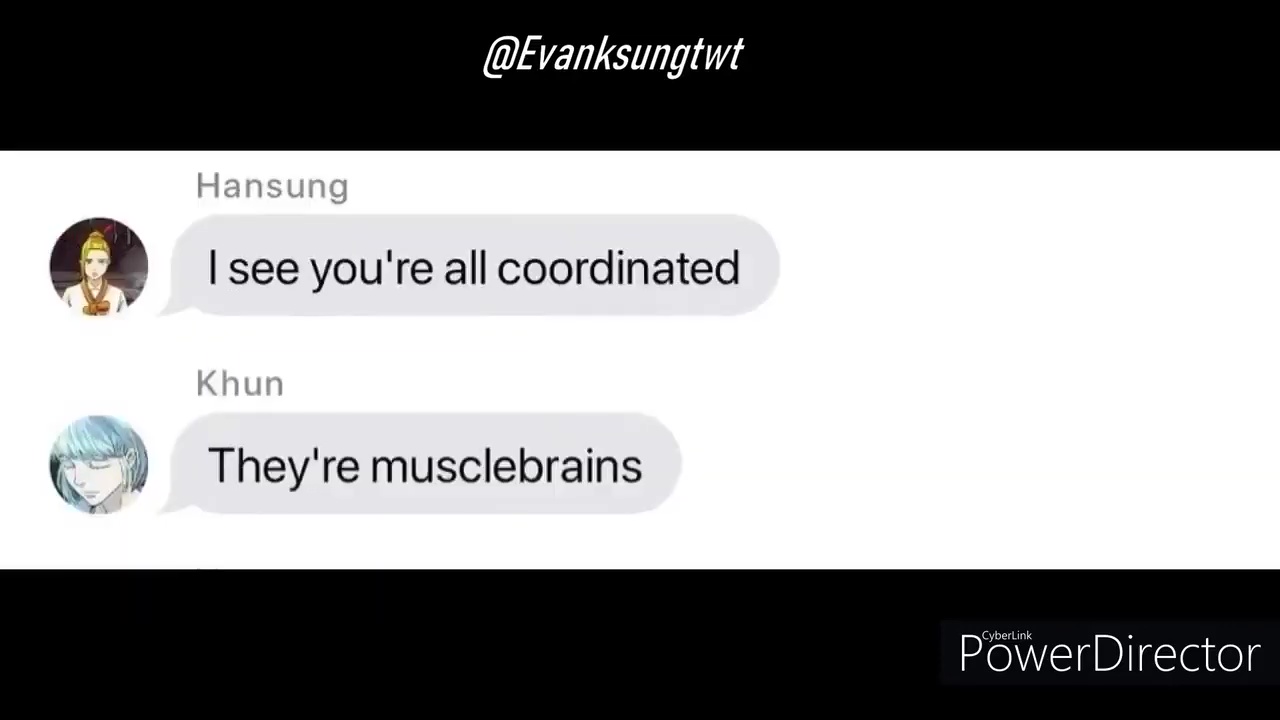 @Evanksungtwt
Hansung
I see you're all coordinated
Khun
They're musclebrains
CyberLink
PowerDirector